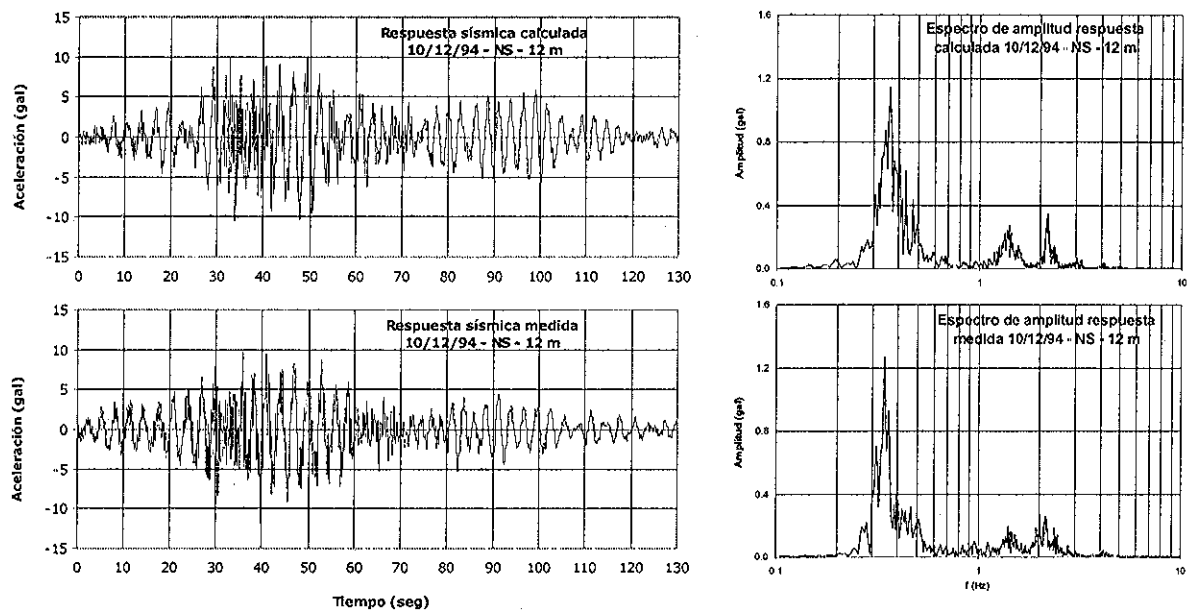 Respuesta sísmica calculada
10/12/94 - NS - 12 m
Aceleración (gal)
15
10
5
0
-5
-10
-15
0 10 20 30 40 50 60 70 80 90 100 110 120 130
Espectro de amplitud respuesta
calculada 10/12/94 - NS - 12 m
Amplitud (gal)
1.6
1.2
0.8
0.4
0.0
0.1 1 10
Respuesta sísmica medida
10/12/94 - NS - 12 m
Aceleración (gal)
15
10
5
0
-5
-10
-15
0 10 20 30 40 50 60 70 80 90 100 110 120 130
Tiempo (seg)
Espectro de amplitud respuesta
medida 10/12/94 - NS - 12 m
Amplitud (gal)
1.6
1.2
0.8
0.4
0.0
0.1 1 10
f (Hz)